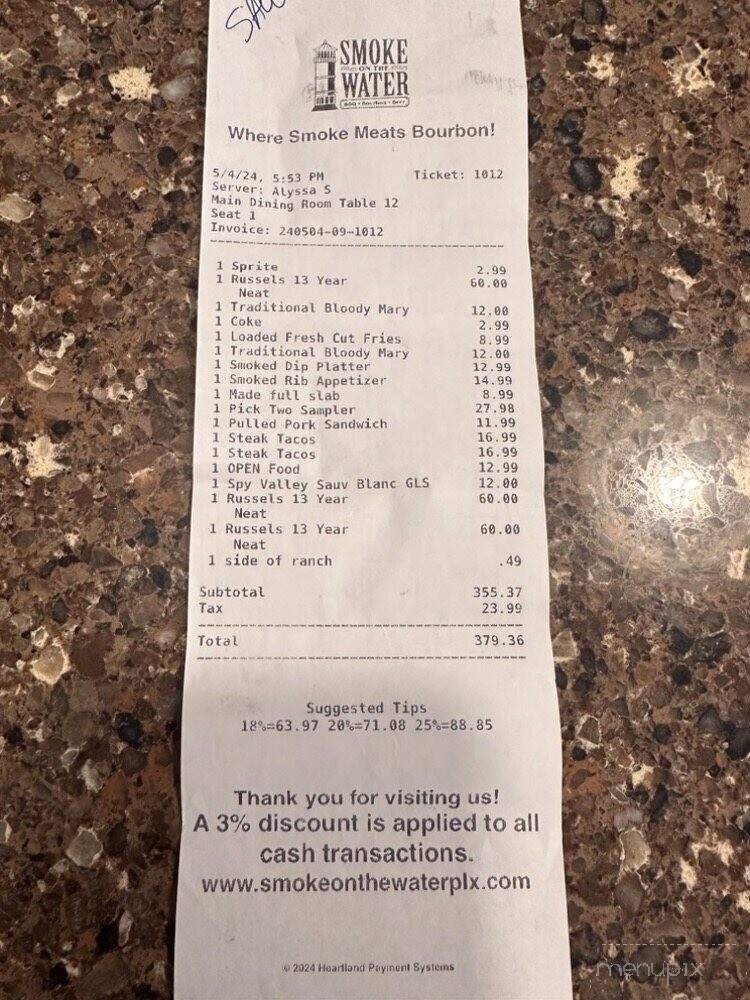 SMOKE
ON THE
WATER
BBQ • Bourbon • Beer
Where Smoke Meats Bourbon!
5/4/24, 5:53 PM Ticket: 1012
Server: Alyssa S
Main Dining Room Table 12
Seat 1
Invoice: 240504-09-1012
1 Sprite 2.99
1 Russels 13 Year 60.00
Neat
1 Traditional Bloody Mary 12.00
1 Coke 2.99
1 Loaded Fresh Cut Fries 8.99
1 Traditional Bloody Mary 12.00
1 Smoked Dip Platter 12.99
1 Smoked Rib Appetizer 14.99
1 Made full slab 8.99
1 Pick Two Sampler 27.98
1 Pulled Pork Sandwich 11.99
1 Steak Tacos 16.99
1 Steak Tacos 16.99
1 OPEN Food 12.99
1 Spy Valley Sauv Blanc GLS 12.00
1 Russels 13 Year 60.00
Neat
1 Russels 13 Year 60.00
Neat
1 side of ranch .49
Subtotal 355.37
Tax 23.99
Total 379.36
Suggested Tips
18%=63.97 20%=71.08 25%=88.85
Thank you for visiting us!
A 3% discount is applied to all
cash transactions.
www.smokeonthewaterplx.com
© 2024 Heartland Payment Systems
menupix